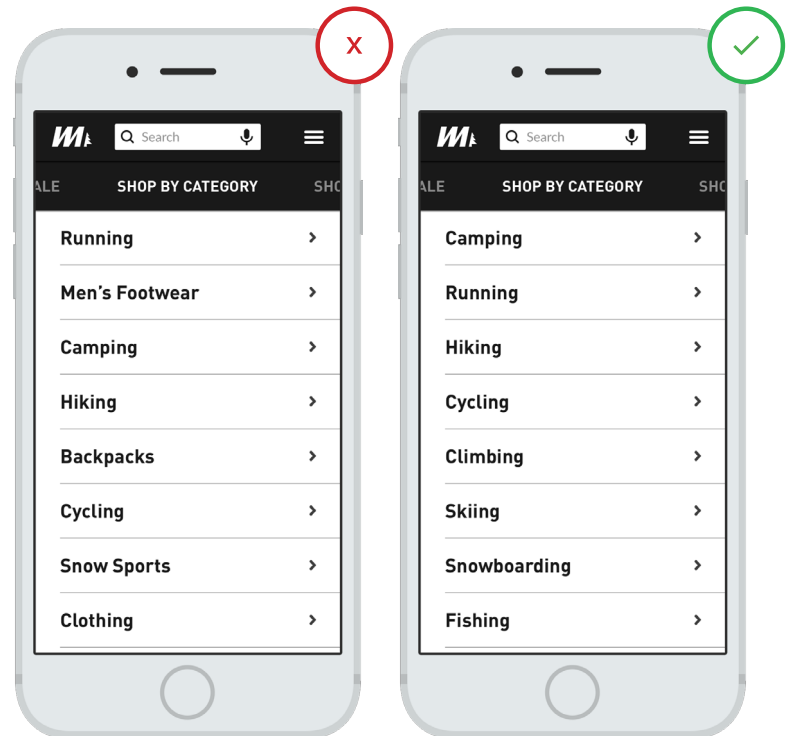 X
Search
ALE SHOP BY CATEGORY SHO
Running
Men’s Footwear
Camping
Hiking
Backpacks
Cycling
Snow Sports
Clothing
Search
ALE SHOP BY CATEGORY SHO
Camping
Running
Hiking
Cycling
Climbing
Skiing
Snowboarding
Fishing